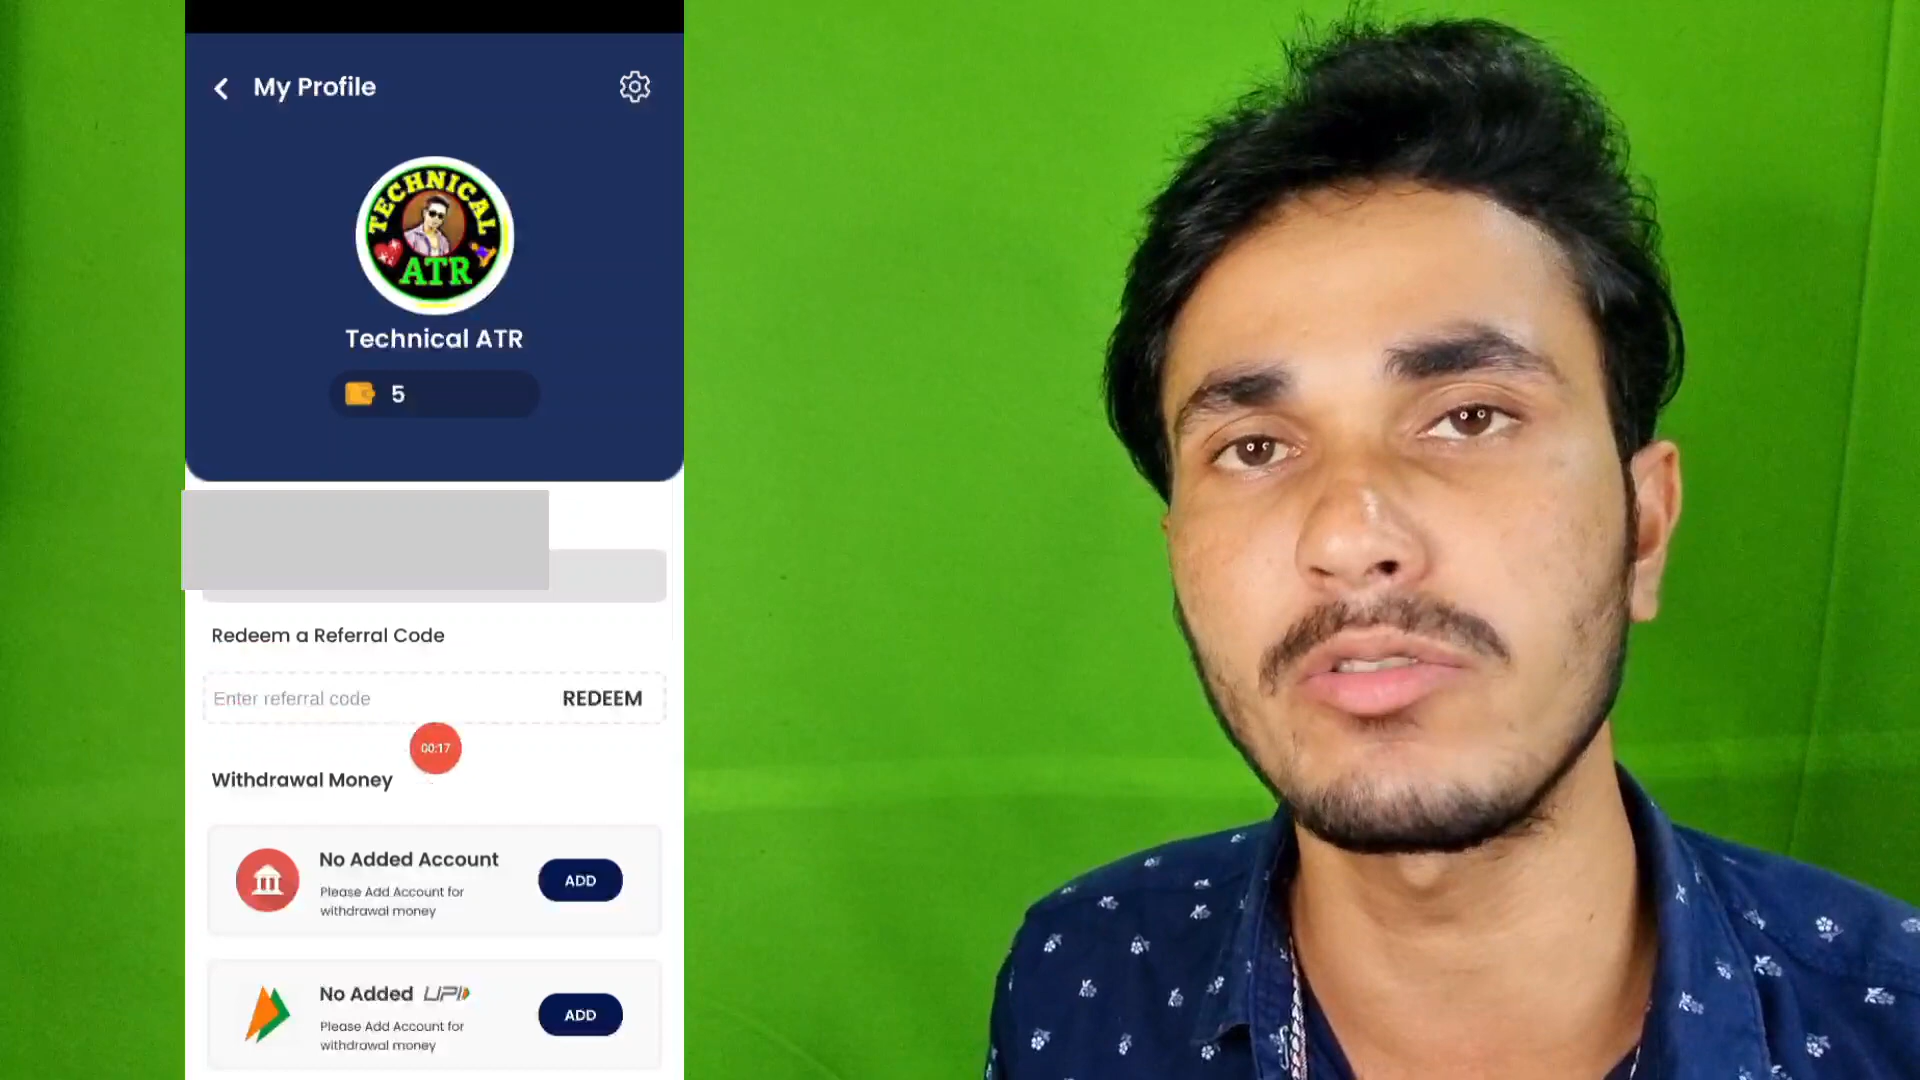 My Profile
TECHNICAL
ATR
Technical ATR
5
Redeem a Referral Code
Enter referral code
REDEEM
00:17
Withdrawal Money
No Added Account
Please Add Account for
withdrawal money
ADD
No Added UPI
Please Add Account for
withdrawal money
ADD